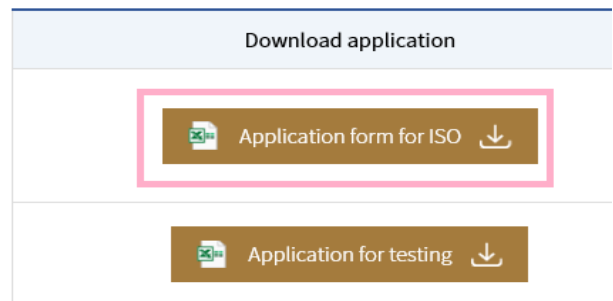 Download application
Application form for ISO
Application for testing